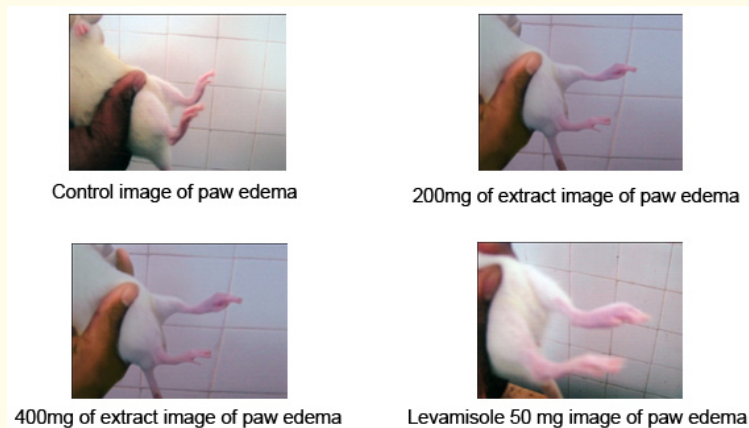 Control image of paw edema
200mg of extract image of paw edema
400mg of extract image of paw edema
Levamisole 50 mg image of paw edema